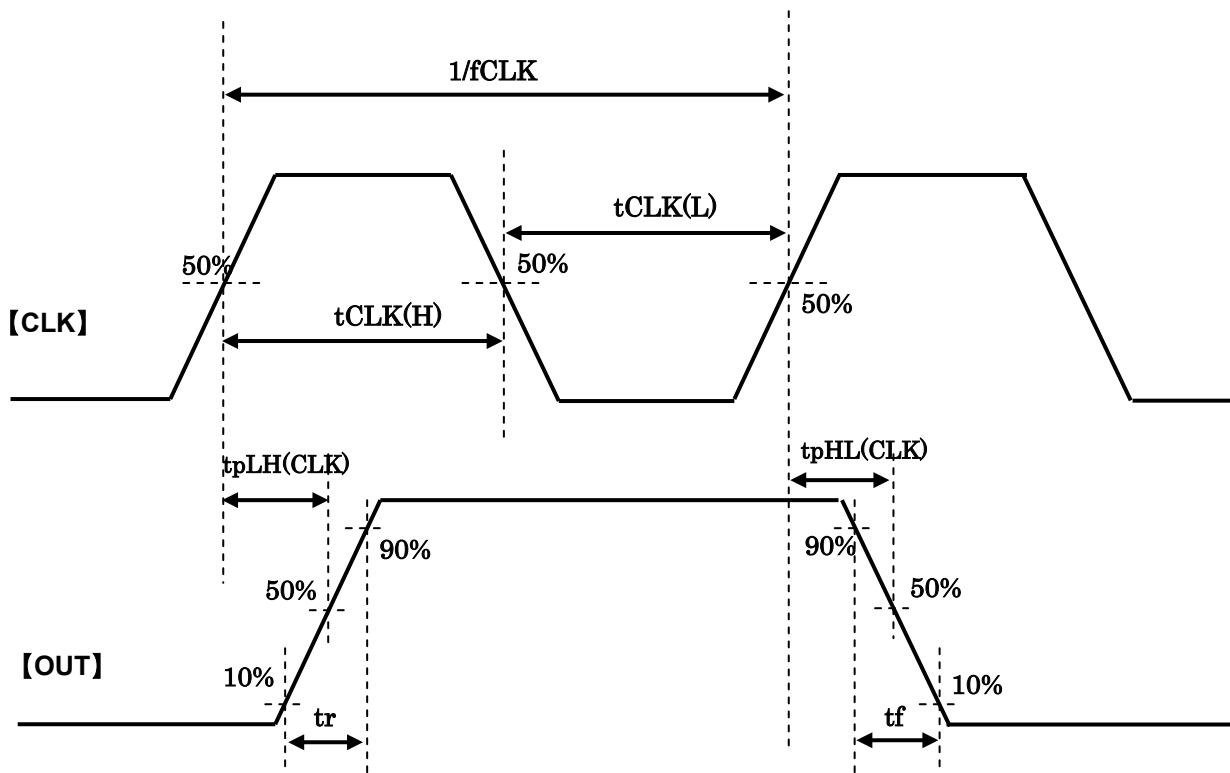 1/fCLK
tCLK(L)
50%
50%
50%
【CLK】
tCLK(H)
tpLH(CLK)
tpHL(CLK)
90%
90%
50%
50%
【OUT】
10%
10%
tr
tf